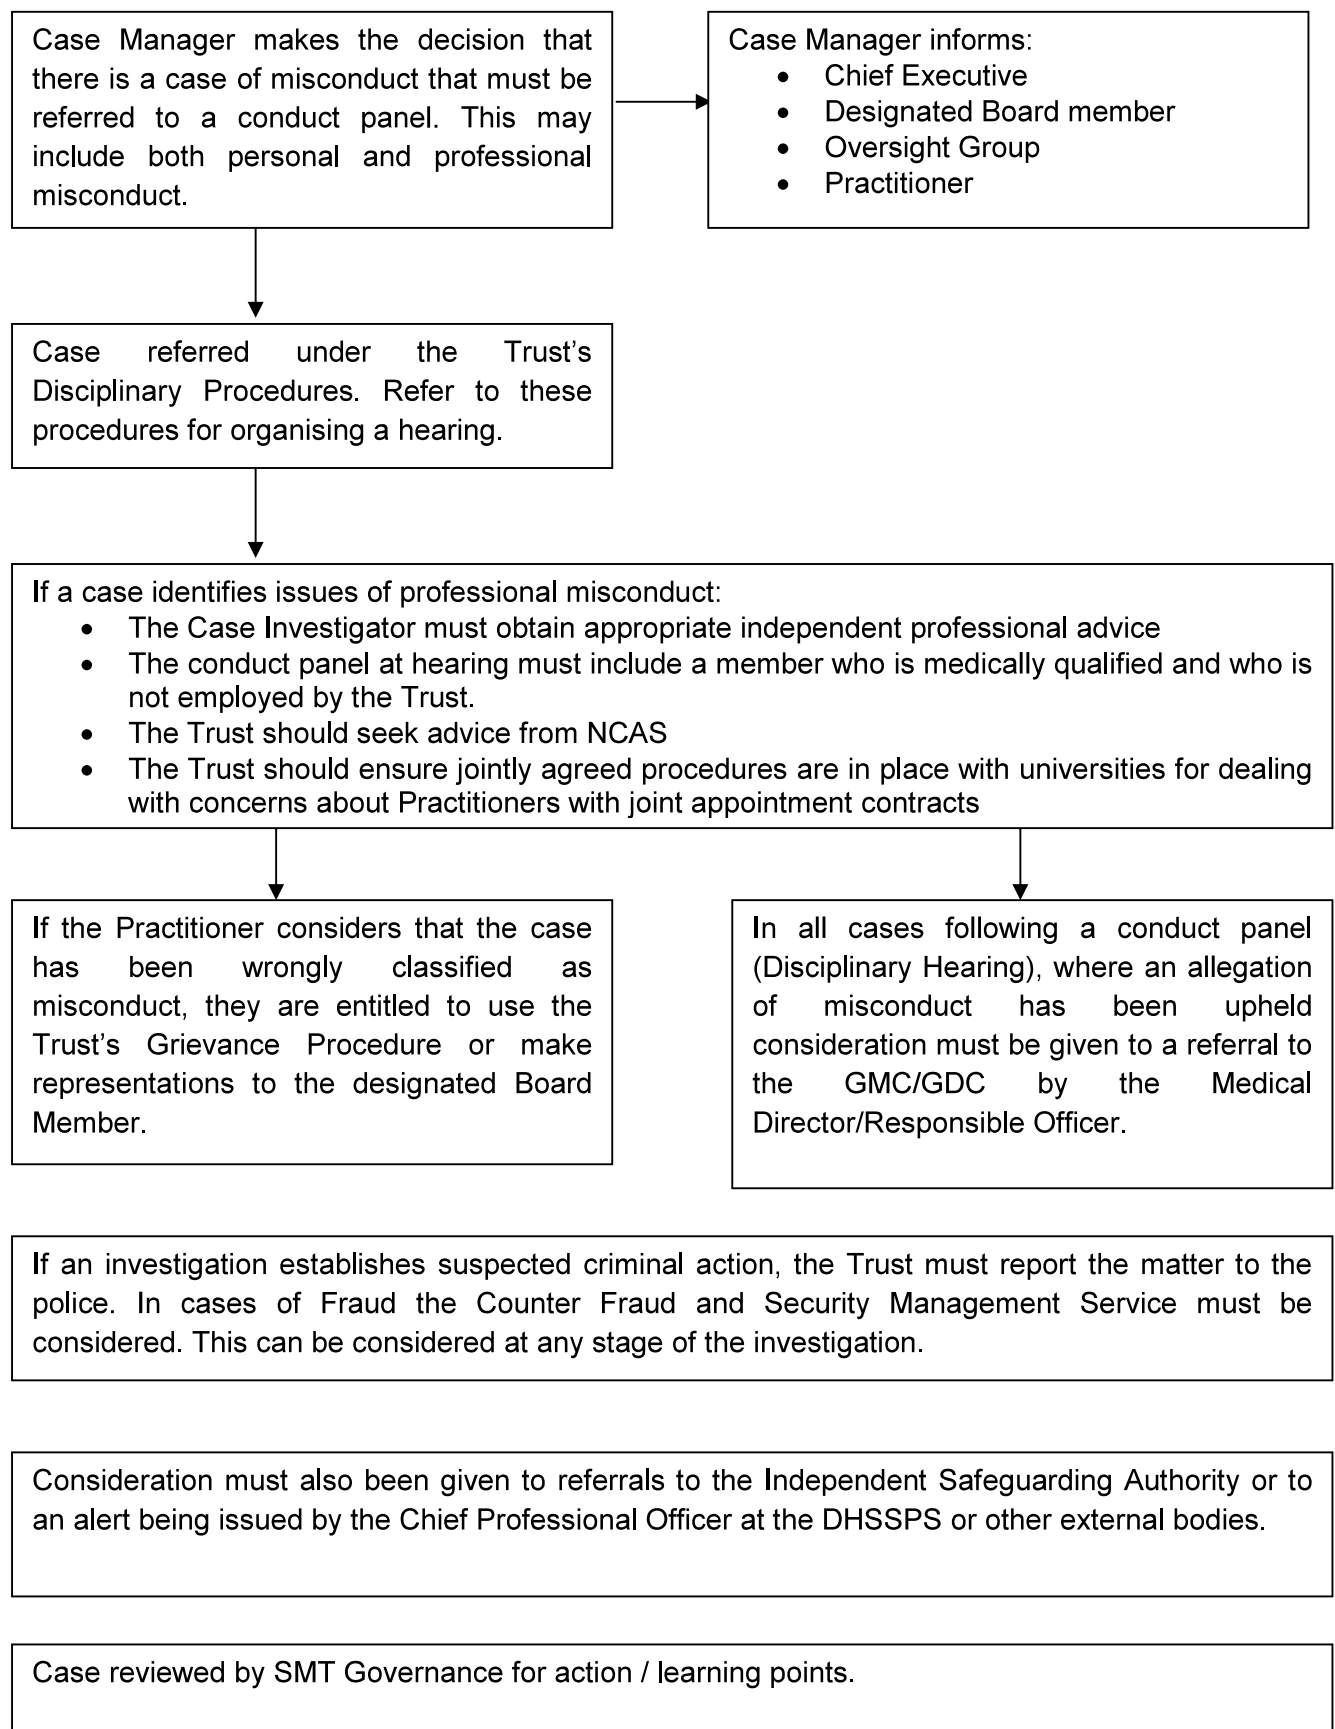 Case Manager makes the decision that
there is a case of misconduct that must be
referred to a conduct panel. This may
include both personal and professional
misconduct.
Case Manager informs:
• Chief Executive
• Designated Board member
• Oversight Group
• Practitioner
Case referred under the Trust's
Disciplinary Procedures. Refer to these
procedures for organising a hearing.
If a case identifies issues of professional misconduct:
• The Case Investigator must obtain appropriate independent professional advice
• The conduct panel at hearing must include a member who is medically qualified and who is
not employed by the Trust.
• The Trust should seek advice from NCAS
• The Trust should ensure jointly agreed procedures are in place with universities for dealing
with concerns about Practitioners with joint appointment contracts
If the Practitioner considers that the case
has been wrongly classified as
misconduct, they are entitled to use the
Trust's Grievance Procedure or make
representations to the designated Board
Member.
In all cases following a conduct panel
(Disciplinary Hearing), where an allegation
of misconduct has been upheld
consideration must be given to a referral to
the GMC/GDC by the Medical
Director/Responsible Officer.
If an investigation establishes suspected criminal action, the Trust must report the matter to the
police. In cases of Fraud the Counter Fraud and Security Management Service must be
considered. This can be considered at any stage of the investigation.
Consideration must also been given to referrals to the Independent Safeguarding Authority or to
an alert being issued by the Chief Professional Officer at the DHSSPS or other external bodies.
Case reviewed by SMT Governance for action / learning points.